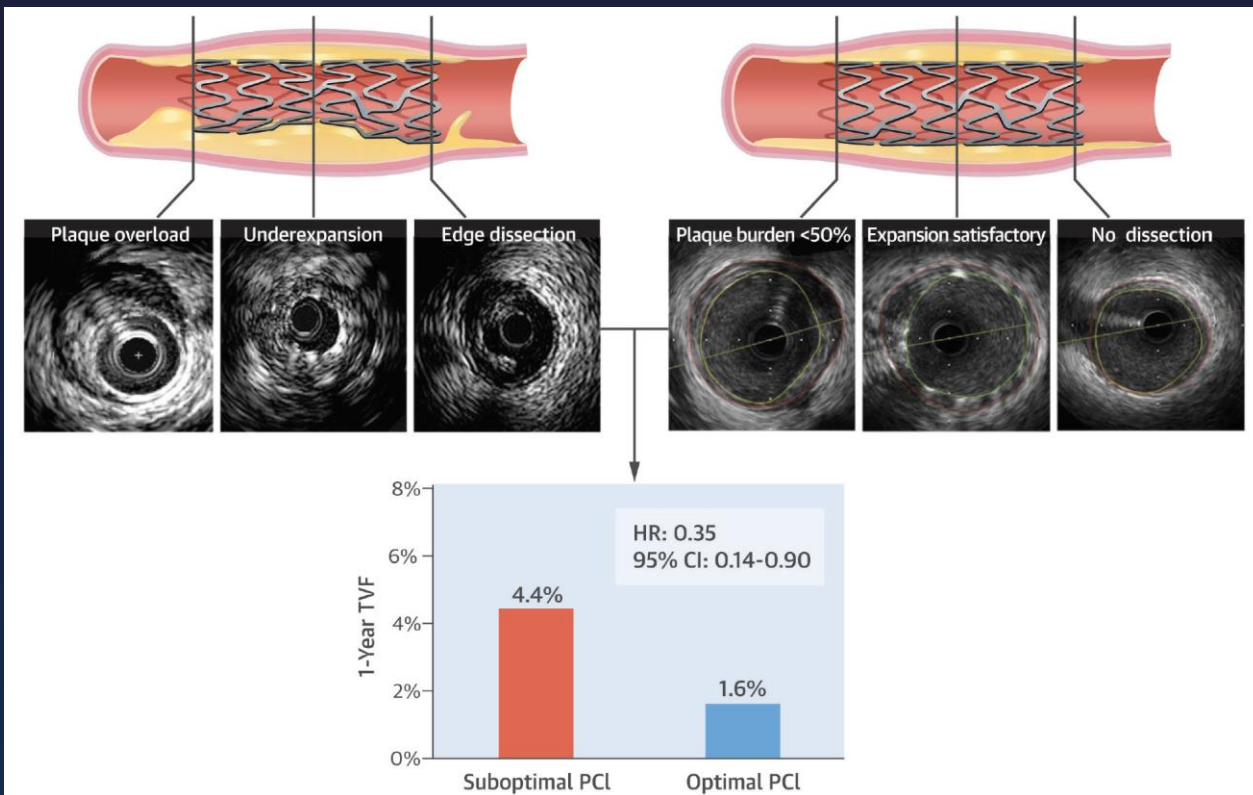 Plaque overload
Underexpansion
Edge dissection
Plaque burden <50%
Expansion satisfactory
No dissection
8%
6%
4%
2%
0%
1-Year TVF
HR: 0.35
95% CI: 0.14-0.90
4.4%
1.6%
Suboptimal PCI
Optimal PCI